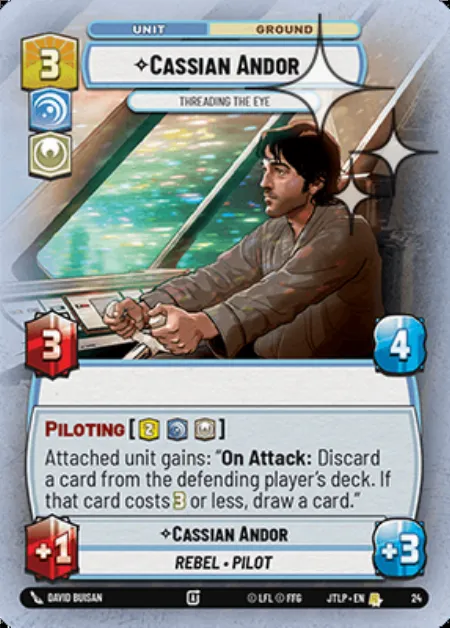 UNIT GROUND
3
✧CASSIAN ANDOR
THREADING THE EYE
3
4
PILOTING [2]
Attached unit gains: “On Attack: Discard
a card from the defending player’s deck. If
that card costs 3 or less, draw a card.”
✧CASSIAN ANDOR
+1
+3
REBEL • PILOT
DAVID BUISAN © LFL © FFG JTLP • EN 24